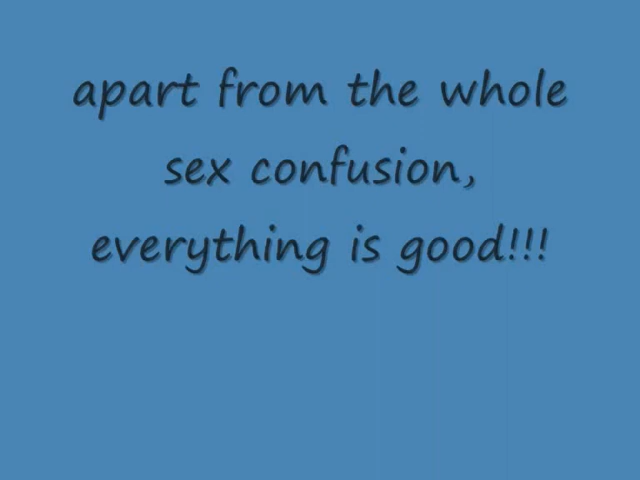 apart from the whole
sex confusion,
everything is good!!!